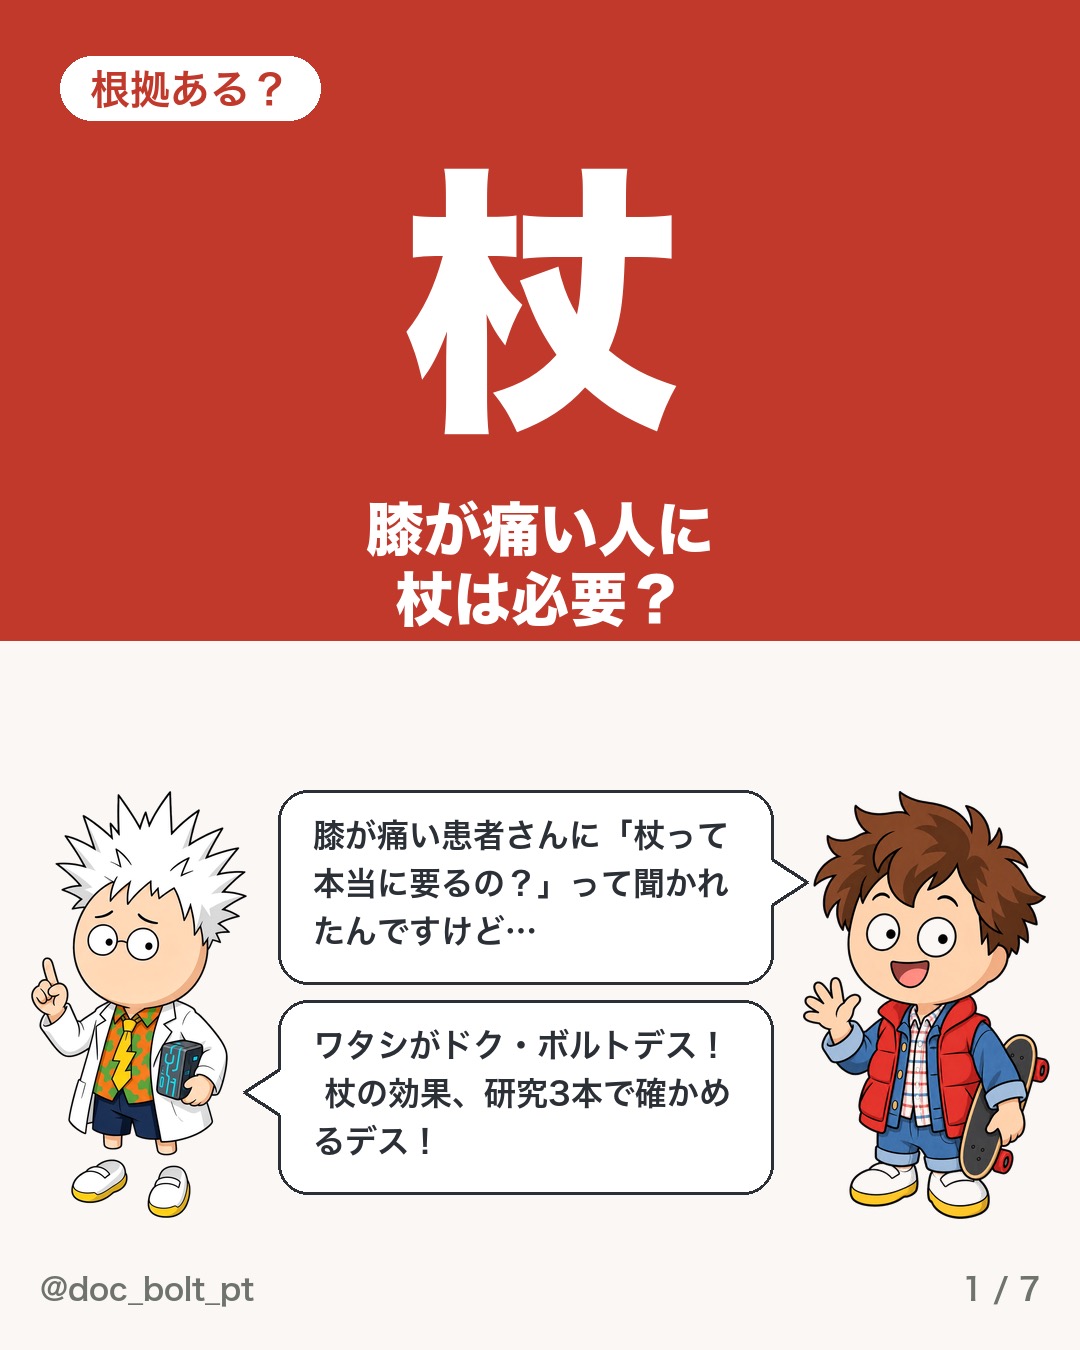 根拠ある？
杖
膝が痛い人に
杖は必要？
膝が痛い患者さんに「杖って
本当に要るの？」って聞かれ
たんですけど…
ワタシがドク・ボルトデス！
杖の効果、研究3本で確かめ
るデス！
@doc_bolt_pt
1 / 7